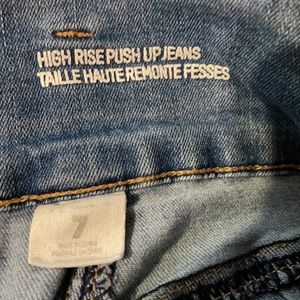 HIGH RISE PUSH UP JEANS
TAILLE HAUTE REMONTE FESSES
7